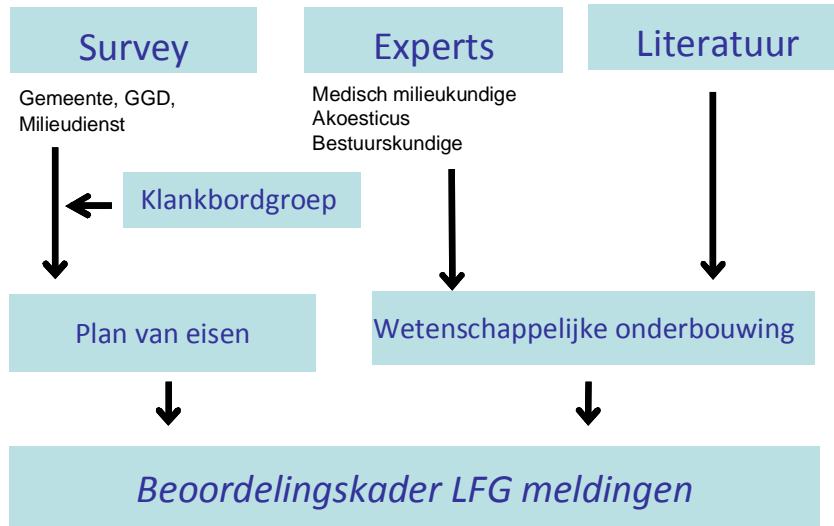 Survey
Experts
Literatuur
Gemeente, GGD,
Milieudienst
Medisch milieukundige
Akoesticus
Bestuurskundige
Klankbordgroep
Plan van eisen
Wetenschappelijke onderbouwing
Beoordelingskader LFG meldingen